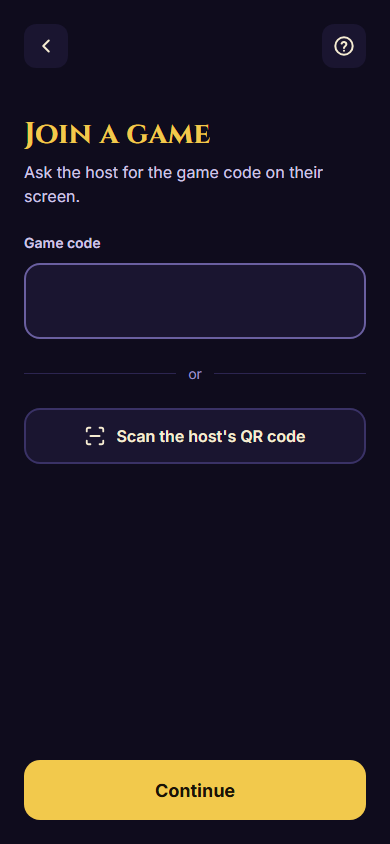 Join a game
Ask the host for the game code on their
screen.
Game code
or
Scan the host's QR code
Continue